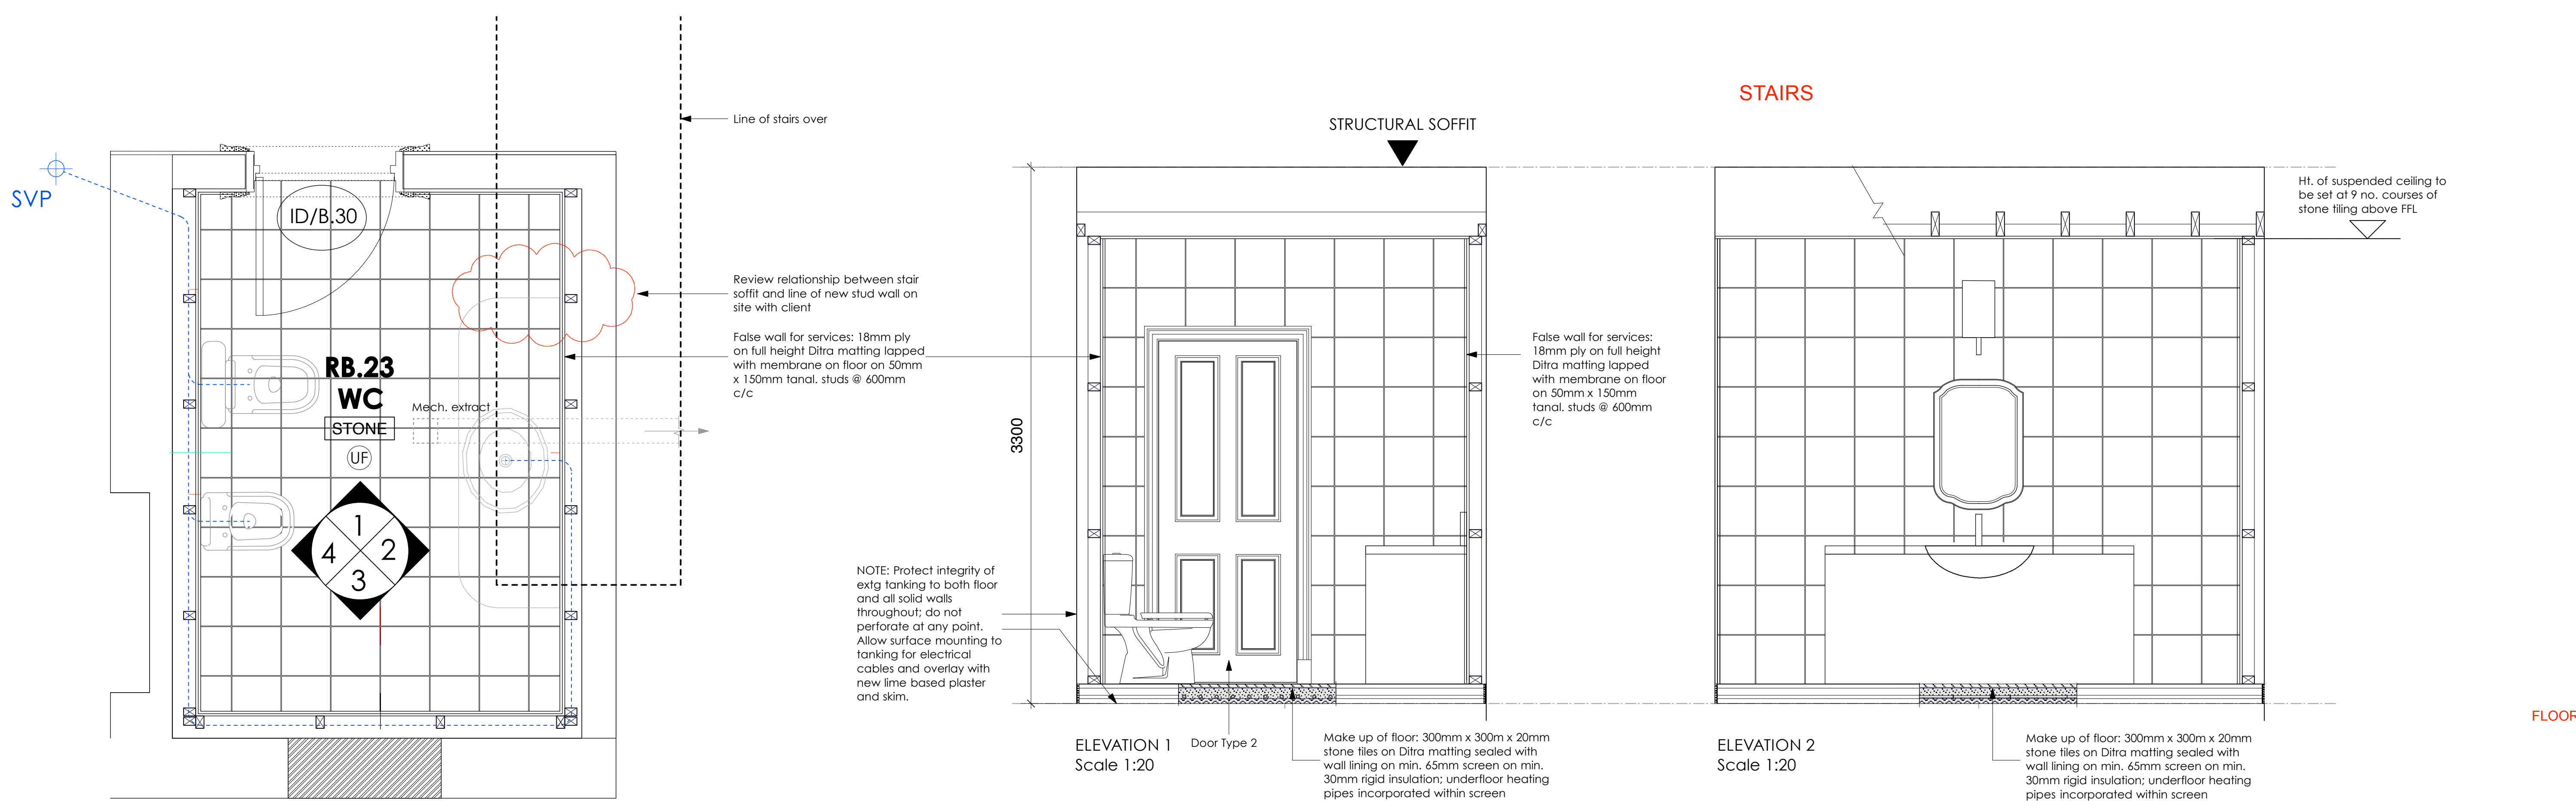 STAIRS
Line of stairs over
STRUCTURAL SOFFIT
SVP
ID/B.30
Ht. of suspended ceiling to
be set at 9 no. courses of
stone tiling above FFL
Review relationship between stair
soffit and line of new stud wall on
site with client
False wall for services: 18mm ply
on full height Ditra matting lapped
with membrane on floor on 50mm
x 150mm tanal. studs @ 600mm
c/c
False wall for services:
18mm ply on full height
Ditra matting lapped
with membrane on floor
on 50mm x 150mm
tanal. studs @ 600mm
c/c
RB.23
WC
Mech. extract
STONE
UF
3300
1
4
2
3
NOTE: Protect integrity of
extg tanking to both floor
and all solid walls
throughout; do not
perforate at any point.
Allow surface mounting to
tanking for electrical
cables and overlay with
new lime based plaster
and skim.
FLOOR
ELEVATION 1
Scale 1:20
Door Type 2
Make up of floor: 300mm x 300m x 20mm
stone tiles on Ditra matting sealed with
wall lining on min. 65mm screen on min.
30mm rigid insulation; underfloor heating
pipes incorporated within screen
ELEVATION 2
Scale 1:20
Make up of floor: 300mm x 300m x 20mm
stone tiles on Ditra matting sealed with
wall lining on min. 65mm screen on min.
30mm rigid insulation; underfloor heating
pipes incorporated within screen